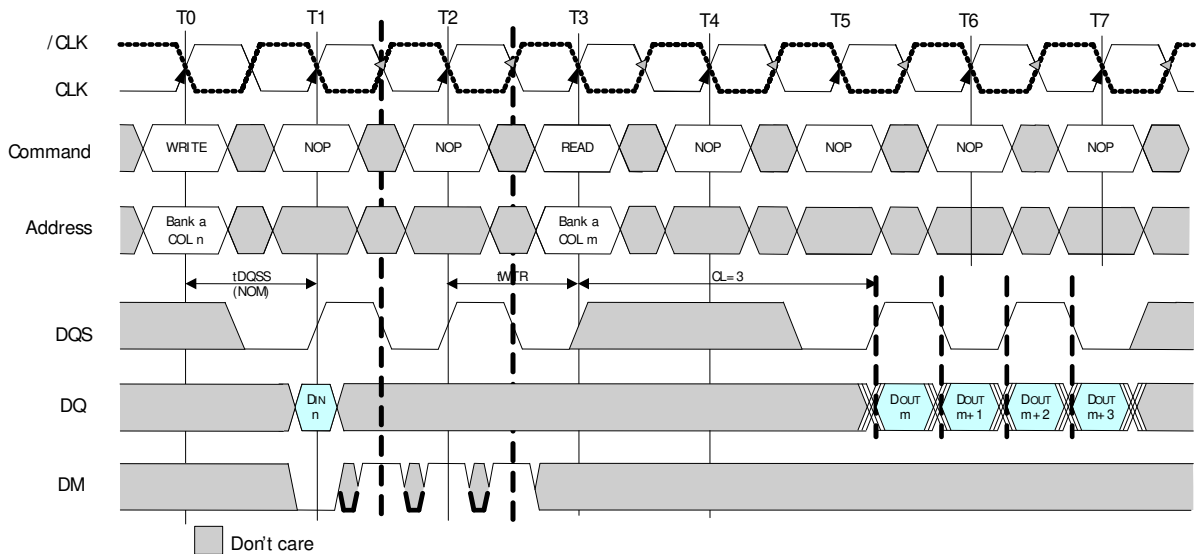 T0 T1 T2 T3 T4 T5 T6 T7
/CLK
CLK
Command WRITE NOP NOP READ NOP NOP NOP NOP
Address Bank a COL n Bank a COL m
tDQSS (NOM) tWTR CL=3
DQS
DQ DIN n DOUT m DOUT m+1 DOUT m+2 DOUT m+3
DM
Don't care